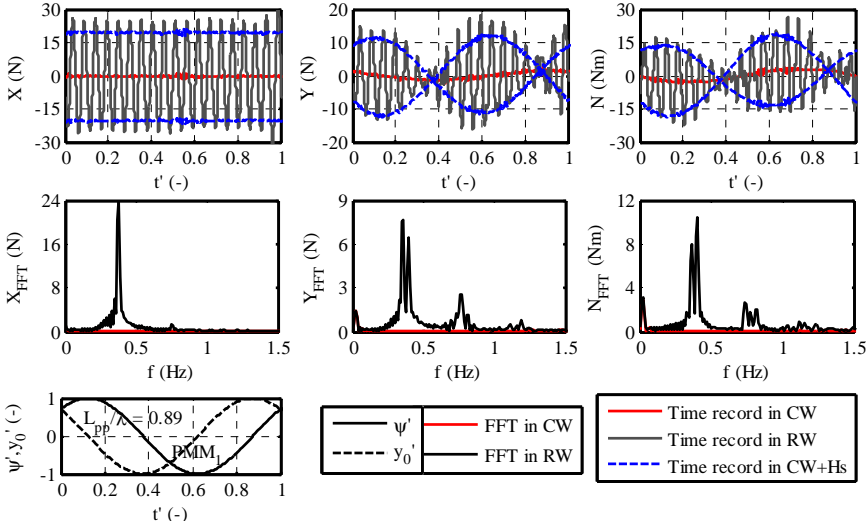 30 20 30
15 10 15
0 0 0
-15 -10 -15
-30 -20 -30
X (N) Y (N) N (Nm)
0 0.2 0.4 0.6 0.8 1 0 0.2 0.4 0.6 0.8 1 0 0.2 0.4 0.6 0.8 1
t' (-) t' (-) t' (-)
24 9 12
18 6 8
12 3 4
6 0 0
0
X_FFT (N) Y_FFT (N) N_FFT (Nm)
0 0.5 1 1.5 0 0.5 1 1.5 0 0.5 1 1.5
f (Hz) f (Hz) f (Hz)
1
0
-1
ψ',y₀' (-)
L_pp/λ = 0.89
PMM₁
0 0.2 0.4 0.6 0.8 1
t' (-)
ψ' FFT in CW
y₀' FFT in RW
Time record in CW
Time record in RW
Time record in CW+Hs